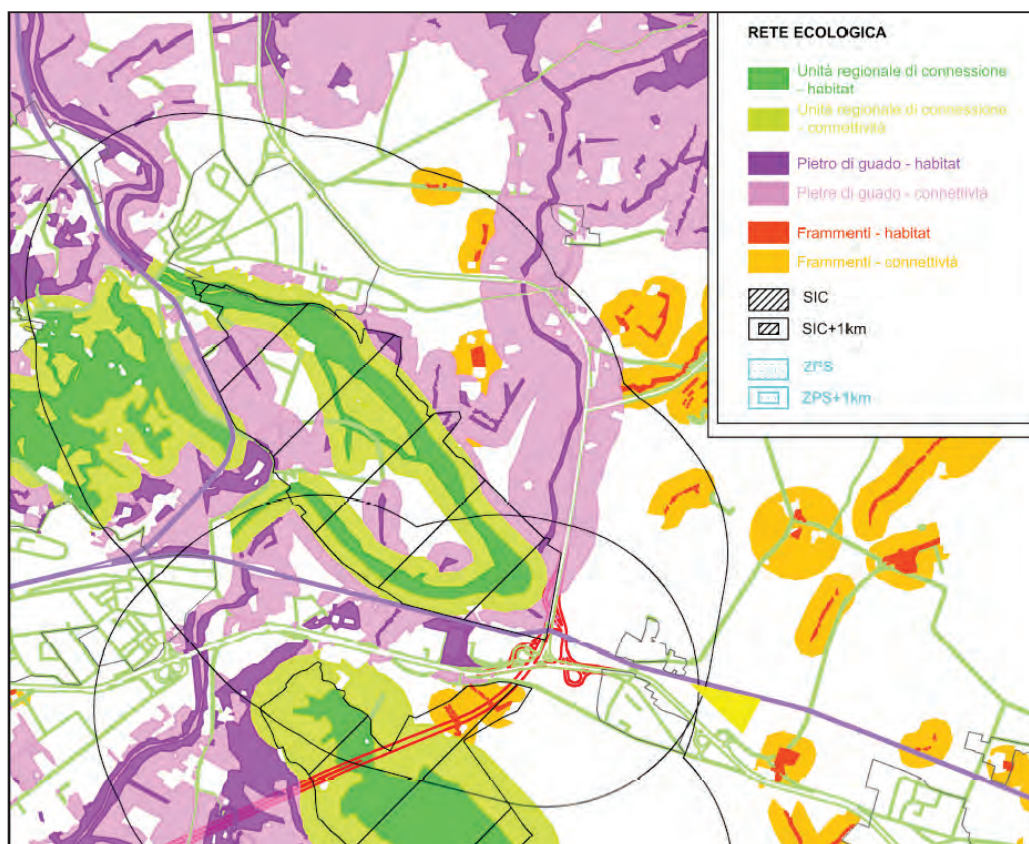 RETE ECOLOGICA
Unità regionale di connessione
- habitat
Unità regionale di connessione
- connettività
Pietro di guado - habitat
Pietre di guado - connettività
Frammenti - habitat
Frammenti - connettività
SIC
SIC+1km
ZPS
ZPS+1km